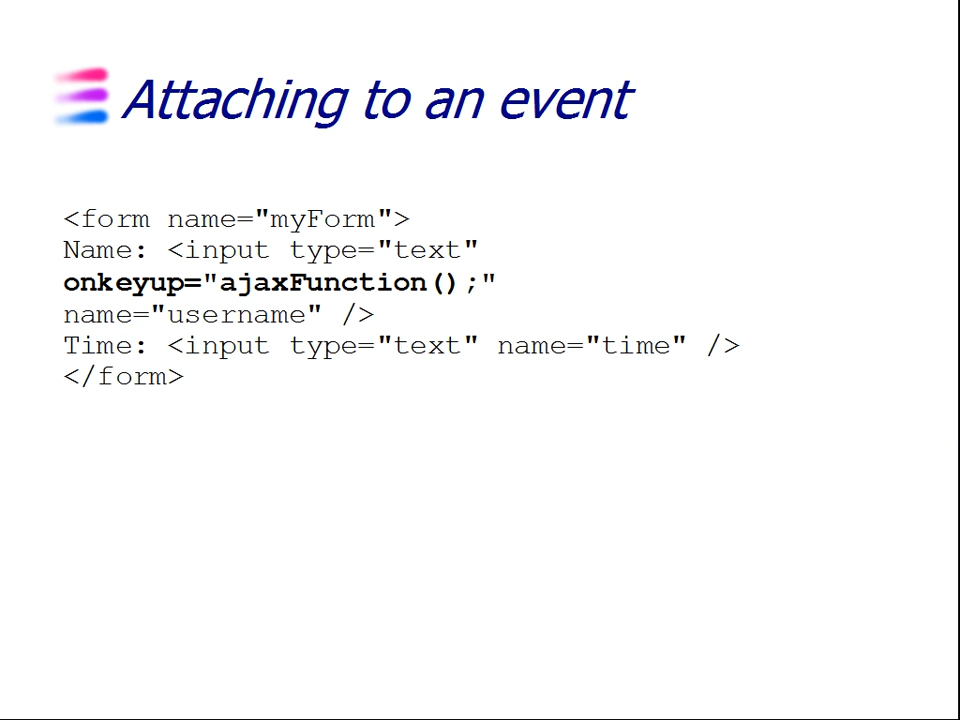 Attaching to an event
<form name="myForm">
Name: <input type="text"
onkeyup="ajaxFunction();"
name="username" />
Time: <input type="text" name="time" />
</form>